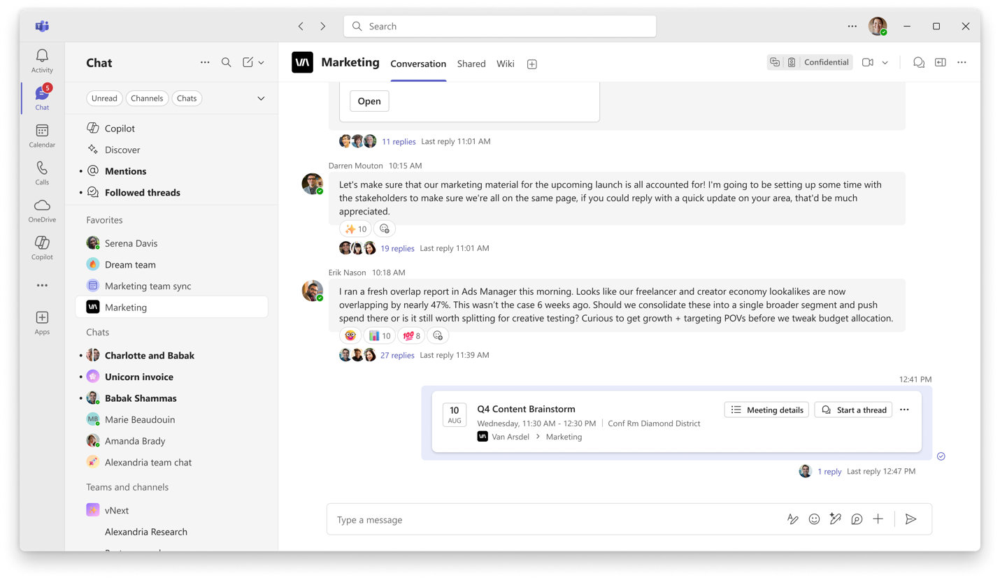 Search
Activity
5
Chat
Calendar
Calls
OneDrive
Copilot
Apps
Chat
Unread
Channels
Chats
Copilot
Discover
Mentions
Followed threads
Favorites
Serena Davis
Dream team
Marketing team sync
Marketing
Chats
Charlotte and Babak
Unicorn invoice
Babak Shammas
MB Marie Beaudouin
Amanda Brady
Alexandria team chat
Teams and channels
vNext
Alexandria Research
Marketing
Conversation
Shared
Wiki
Confidential
Open
11 replies Last reply 11:01 AM
Darren Mouton 10:15 AM
Let's make sure that our marketing material for the upcoming launch is all accounted for! I'm going to be setting up some time with
the stakeholders to make sure we're all on the same page, if you could reply with a quick update on your area, that'd be much
appreciated.
10
19 replies Last reply 11:01 AM
Erik Nason 10:18 AM
I ran a fresh overlap report in Ads Manager this morning. Looks like our freelancer and creator economy lookalikes are now
overlapping by nearly 47%. This wasn’t the case 6 weeks ago. Should we consolidate these into a single broader segment and push
spend there or is it still worth splitting for creative testing? Curious to get growth + targeting POVs before we tweak budget allocation.
10 💯 8
27 replies Last reply 11:39 AM
12:41 PM
10
AUG
Q4 Content Brainstorm
Wednesday, 11:30 AM - 12:30 PM | Conf Rm Diamond District
Van Arsdel > Marketing
Meeting details
Start a thread
1 reply Last reply 12:47 PM
Type a message